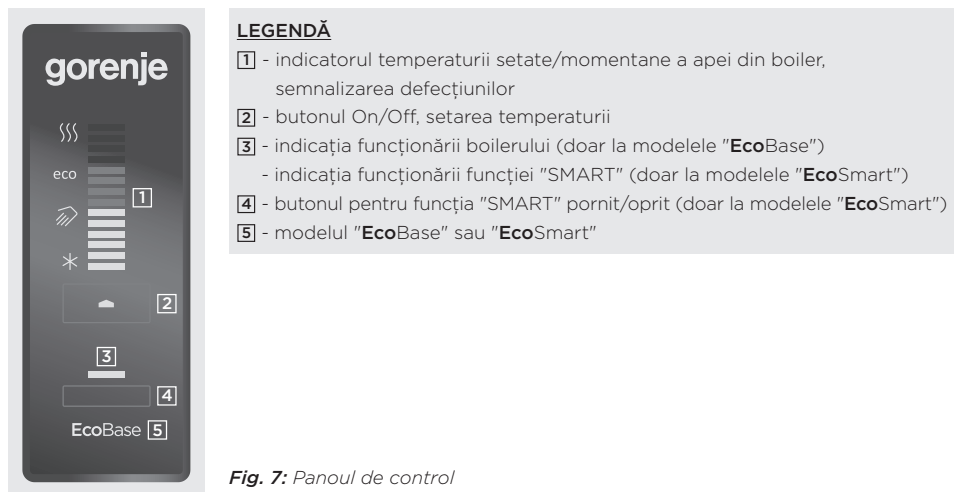 gorenje
eco
1
2
3
4
EcoBase 5
LEGENDĂ
1 - indicatorul temperaturii setate/momentane a apei din boiler,
semnalizarea defecțiunilor
2 - butonul On/Off, setarea temperaturii
3 - indicația funcționării boilerului (doar la modelele "EcoBase")
- indicația funcționării funcției "SMART" (doar la modelele "EcoSmart")
4 - butonul pentru funcția "SMART" pornit/oprit (doar la modelele "EcoSmart")
5 - modelul "EcoBase" sau "EcoSmart"
Fig. 7: Panoul de control